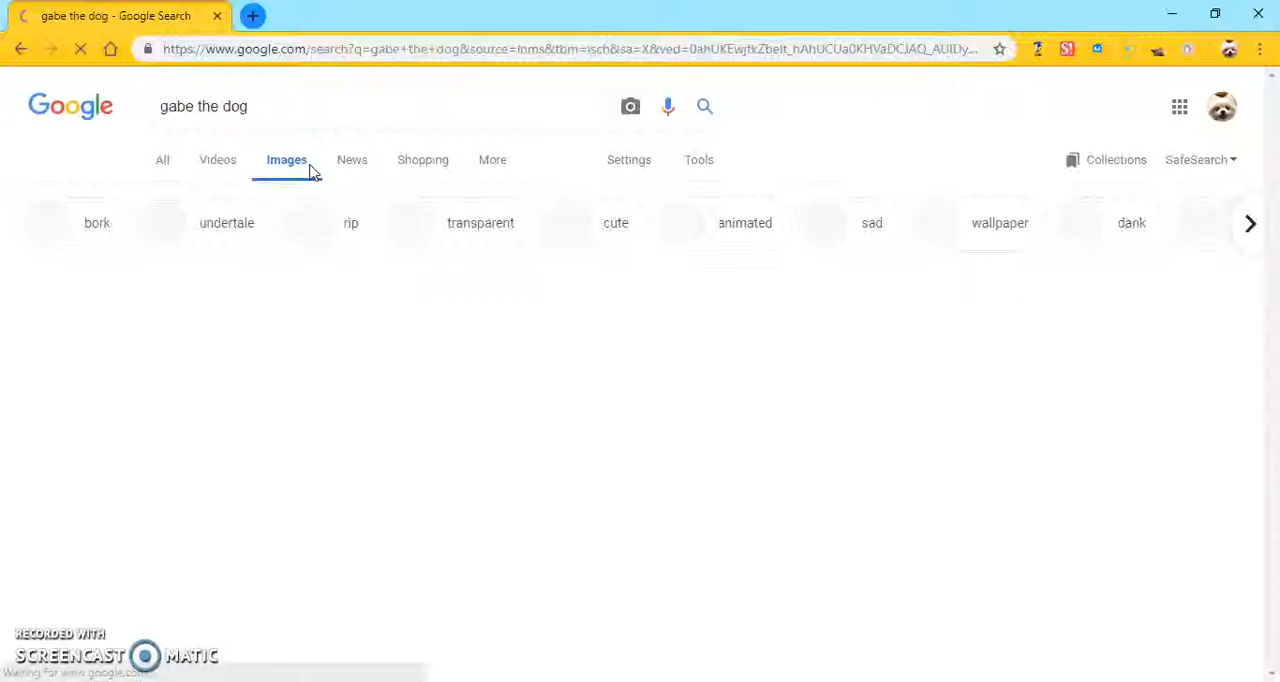 gabe the dog - Google Search
https://www.google.com/search?q=gabe+the+dog&source=lnms&tbm=isch&sa=X&ved=
Google
gabe the dog
All Videos Images News Shopping More Settings Tools Collections SafeSearch
bork undertale rip transparent cute animated sad wallpaper dank
RECORDED WITH
SCREENCAST MATIC
Waiting for www.google.com...